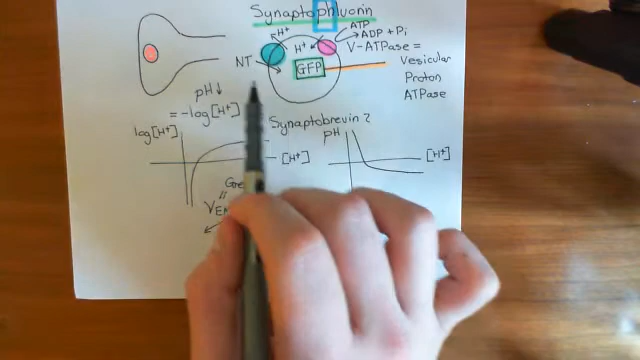 Synaptophluorin
H⁺ H⁺ ATP
ADP + Pi
NT GFP V-ATPase =
Vesicular
Proton
ATPase
pH↓
= -log[H⁺]
Synaptobrevin 2
log[H⁺] [H⁺] pH [H⁺]